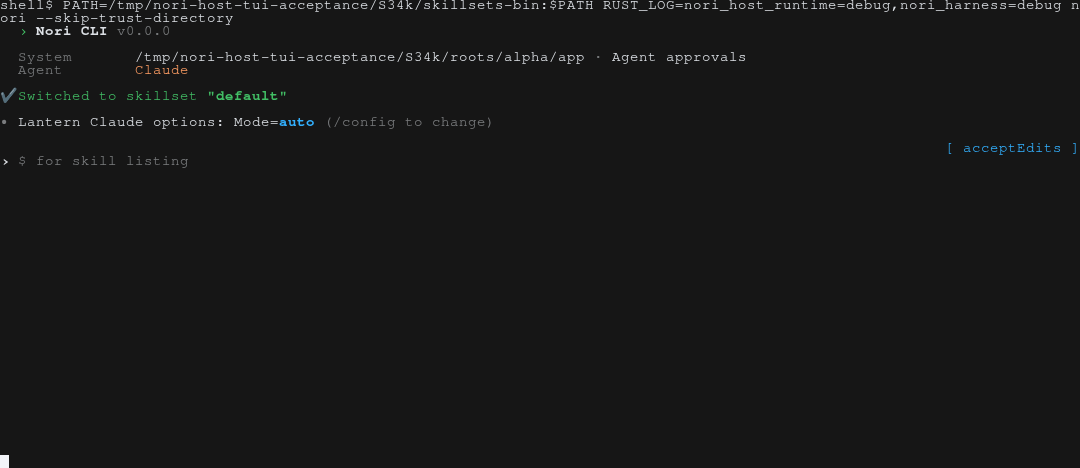 shell$ PATH=/tmp/nori-host-tui-acceptance/S34k/skillsets-bin:$PATH RUST_LOG=nori_host_runtime=debug,nori_harness=debug n
ori --skip-trust-directory
› Nori CLI v0.0.0
System /tmp/nori-host-tui-acceptance/S34k/roots/alpha/app · Agent approvals
Agent Claude
✔Switched to skillset "default"
• Lantern Claude options: Mode=auto (/config to change)
[ acceptEdits ]
› $ for skill listing